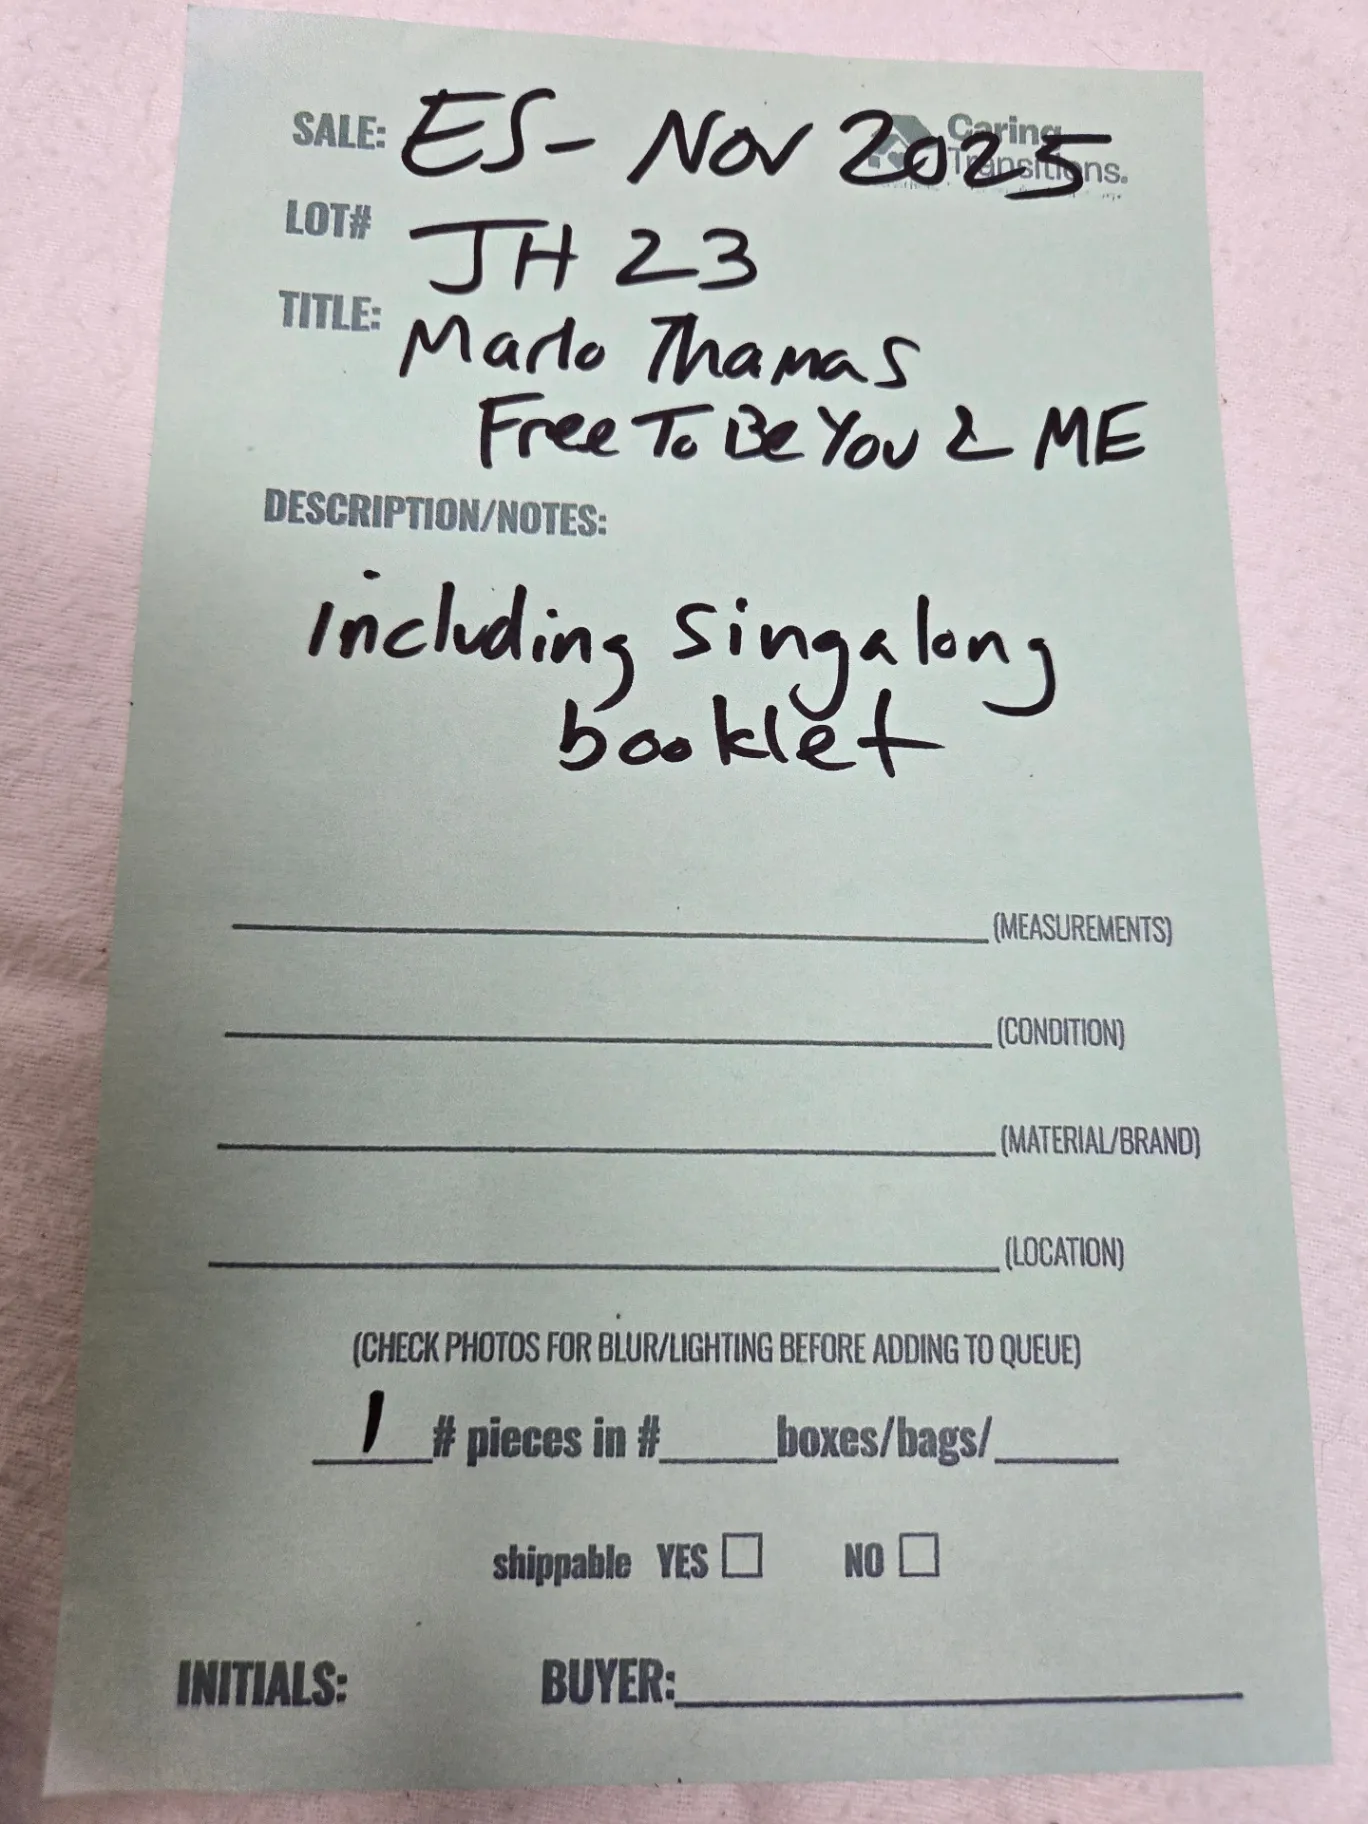 SALE: ES- Nov 2025
Caring
Transitions.
LOT# JH 23
TITLE: Marlo Thamas
Free To Be You & ME
DESCRIPTION/NOTES:
including singalong
booklet
(MEASUREMENTS)
(CONDITION)
(MATERIAL/BRAND)
(LOCATION)
(CHECK PHOTOS FOR BLUR/LIGHTING BEFORE ADDING TO QUEUE)
1 # pieces in # boxes/bags/
shippable YES NO
INITIALS: BUYER: